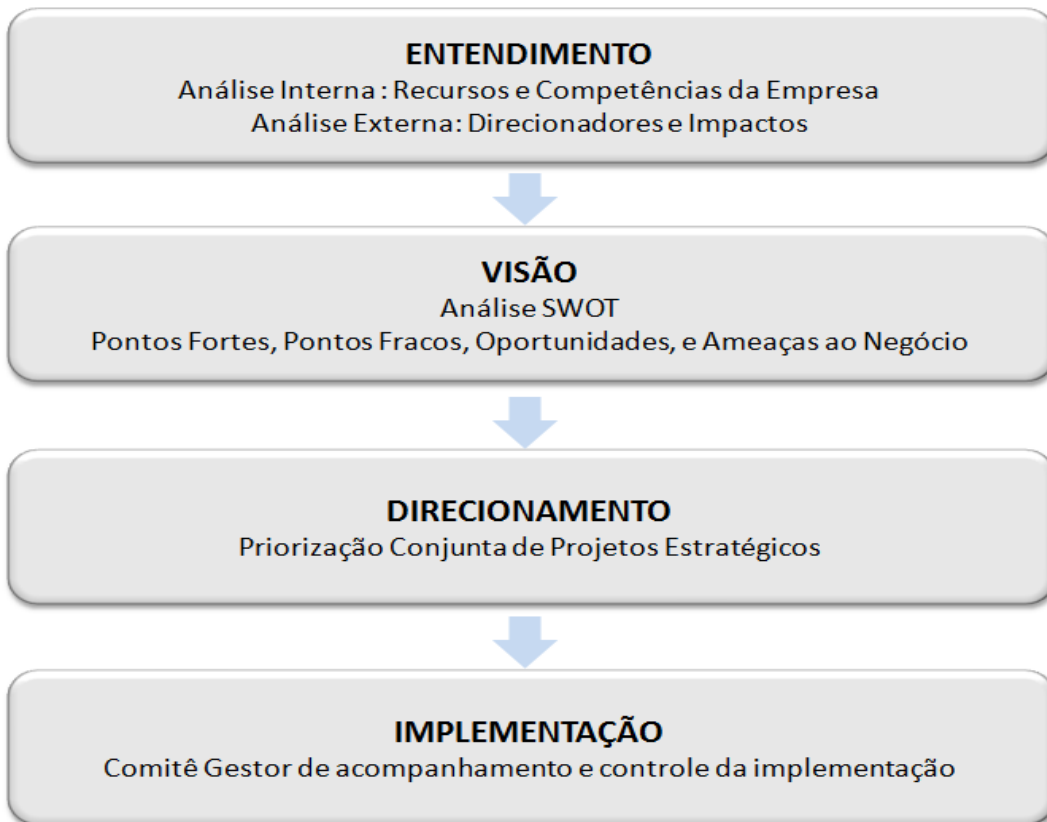 ENTENDIMENTO
Análise Interna : Recursos e Competências da Empresa
Análise Externa: Direcionadores e Impactos
VISÃO
Análise SWOT
Pontos Fortes, Pontos Fracos, Oportunidades, e Ameaças ao Negócio
DIRECIONAMENTO
Priorização Conjunta de Projetos Estratégicos
IMPLEMENTAÇÃO
Comitê Gestor de acompanhamento e controle da implementação